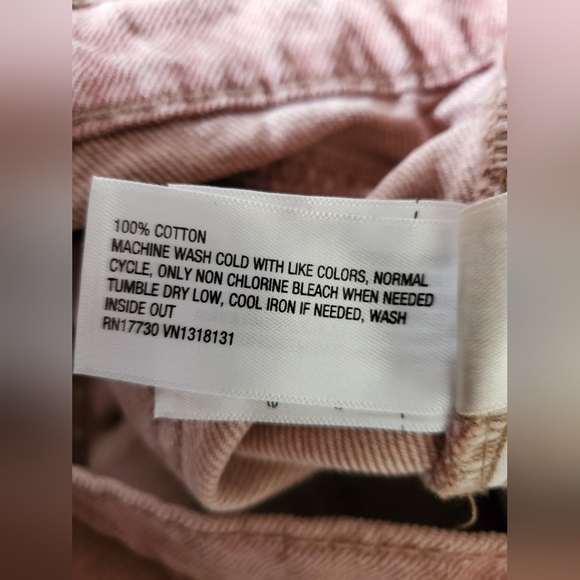 100% COTTON
MACHINE WASH COLD WITH LIKE COLORS, NORMAL
CYCLE, ONLY NON CHLORINE BLEACH WHEN NEEDED
TUMBLE DRY LOW, COOL IRON IF NEEDED, WASH
INSIDE OUT
RN17730 VN1318131